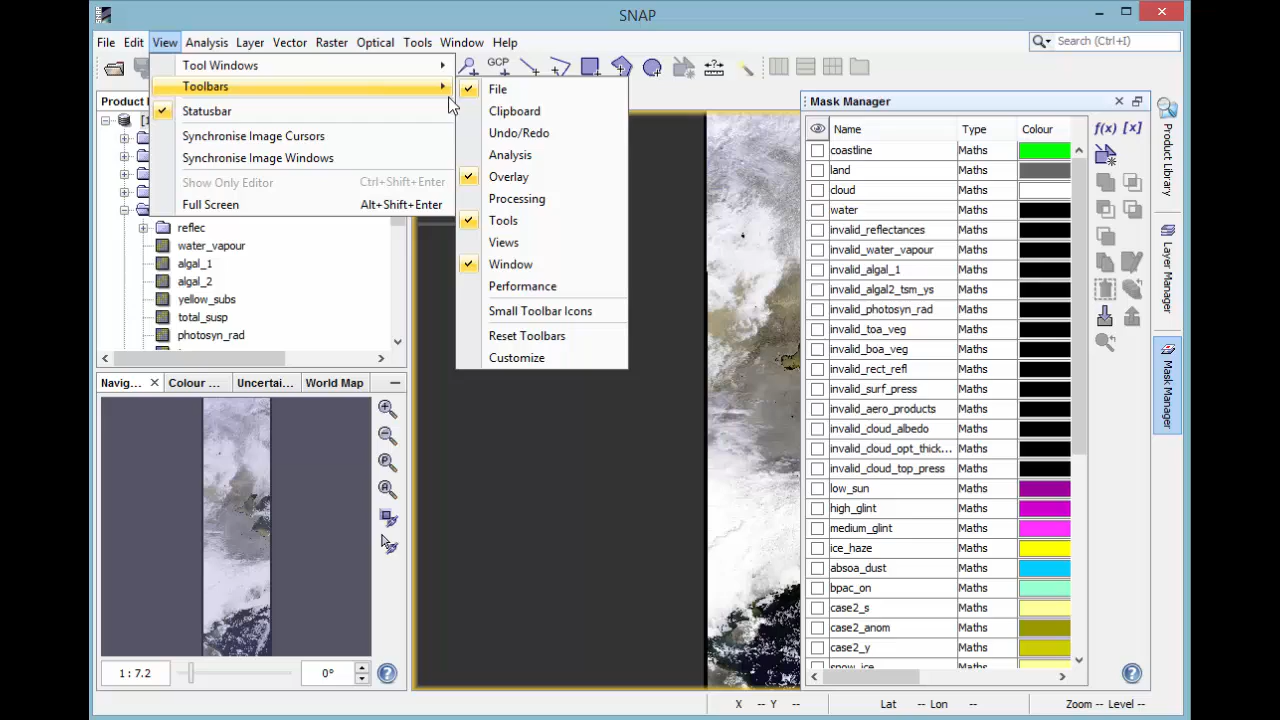 SNAP
File Edit View Analysis Layer Vector Raster Optical Tools Window Help
Search (Ctrl+I)
GCP
Tool Windows
Toolbars
Statusbar
Synchronise Image Cursors
Synchronise Image Windows
Show Only Editor Ctrl+Shift+Enter
Full Screen Alt+Shift+Enter
File
Clipboard
Undo/Redo
Analysis
Overlay
Processing
Tools
Views
Window
Performance
Small Toolbar Icons
Reset Toolbars
Customize
Product
[1
reflec
water_vapour
algal_1
algal_2
yellow_subs
total_susp
photosyn_rad
Navig... Colour ... Uncertai... World Map
1 : 7.2 0°
Mask Manager
Name Type Colour
f(x) [x]
coastline Maths
land Maths
cloud Maths
water Maths
invalid_reflectances Maths
invalid_water_vapour Maths
invalid_algal_1 Maths
invalid_algal2_tsm_ys Maths
invalid_photosyn_rad Maths
invalid_toa_veg Maths
invalid_boa_veg Maths
invalid_rect_refl Maths
invalid_surf_press Maths
invalid_aero_products Maths
invalid_cloud_albedo Maths
invalid_cloud_opt_thick... Maths
invalid_cloud_top_press Maths
low_sun Maths
high_glint Maths
medium_glint Maths
ice_haze Maths
absoa_dust Maths
bpac_on Maths
case2_s Maths
case2_anom Maths
case2_y Maths
snow_ice Maths
Product Library
Layer Manager
Mask Manager
X -- Y -- Lat -- Lon -- Zoom -- Level --